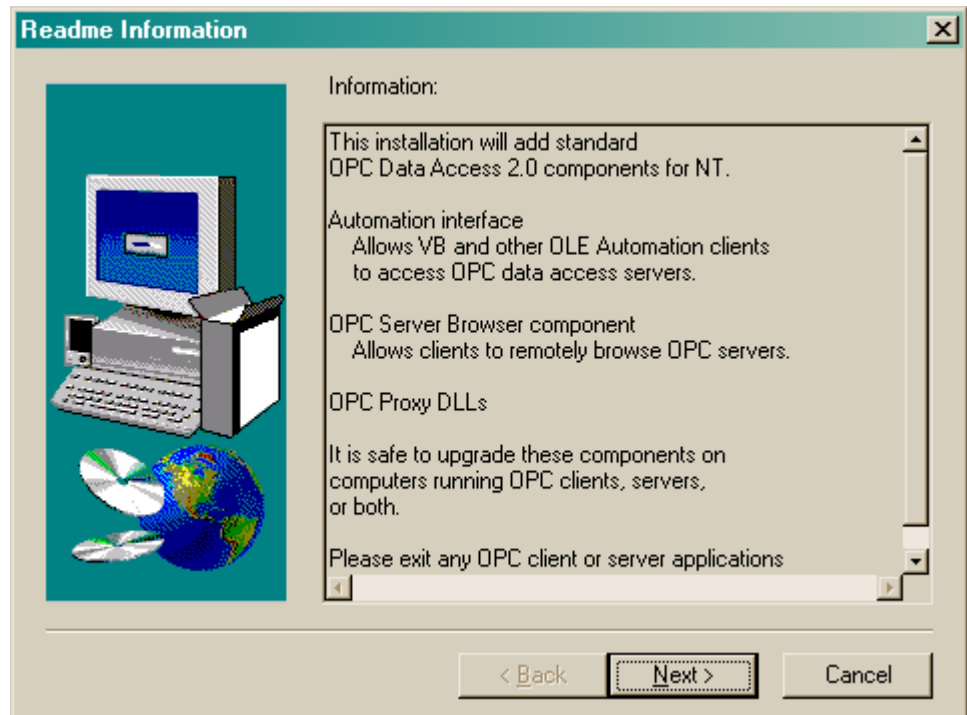 Readme Information
Information:
This installation will add standard
OPC Data Access 2.0 components for NT.
Automation interface
Allows VB and other OLE Automation clients
to access OPC data access servers.
OPC Server Browser component
Allows clients to remotely browse OPC servers.
OPC Proxy DLLs
It is safe to upgrade these components on
computers running OPC clients, servers,
or both.
Please exit any OPC client or server applications
< Back
Next >
Cancel